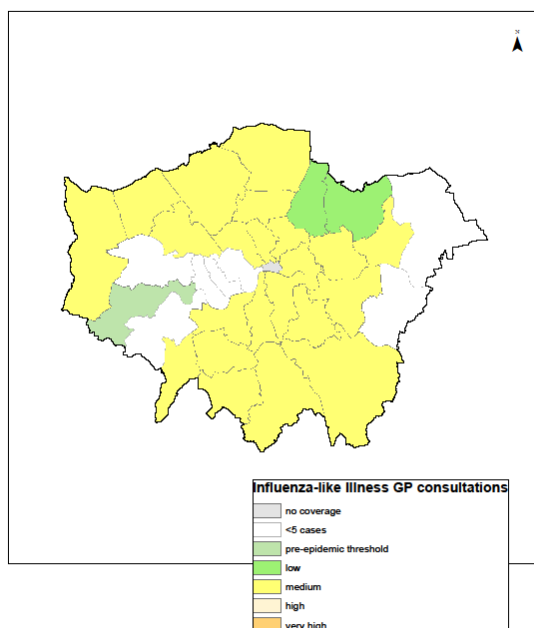 N
Influenza-like Illness GP consultations
no coverage
<5 cases
pre-epidemic threshold
low
medium
high
very high